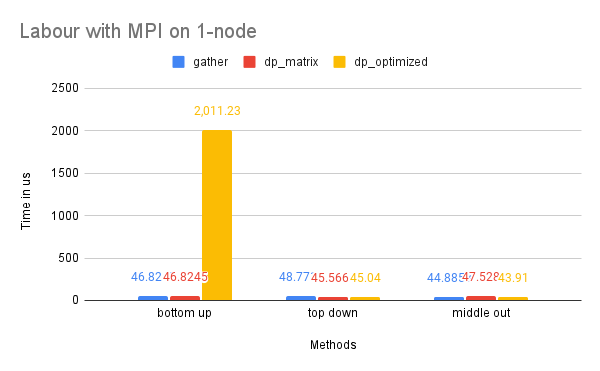 Labour with MPI on 1-node
gather dp_matrix dp_optimized
Time in us
2500
2000
1500
1000
500
0
2,011.23
46.82 46.8245 48.77 45.566 45.04 44.885 47.528 43.91
bottom up top down middle out
Methods